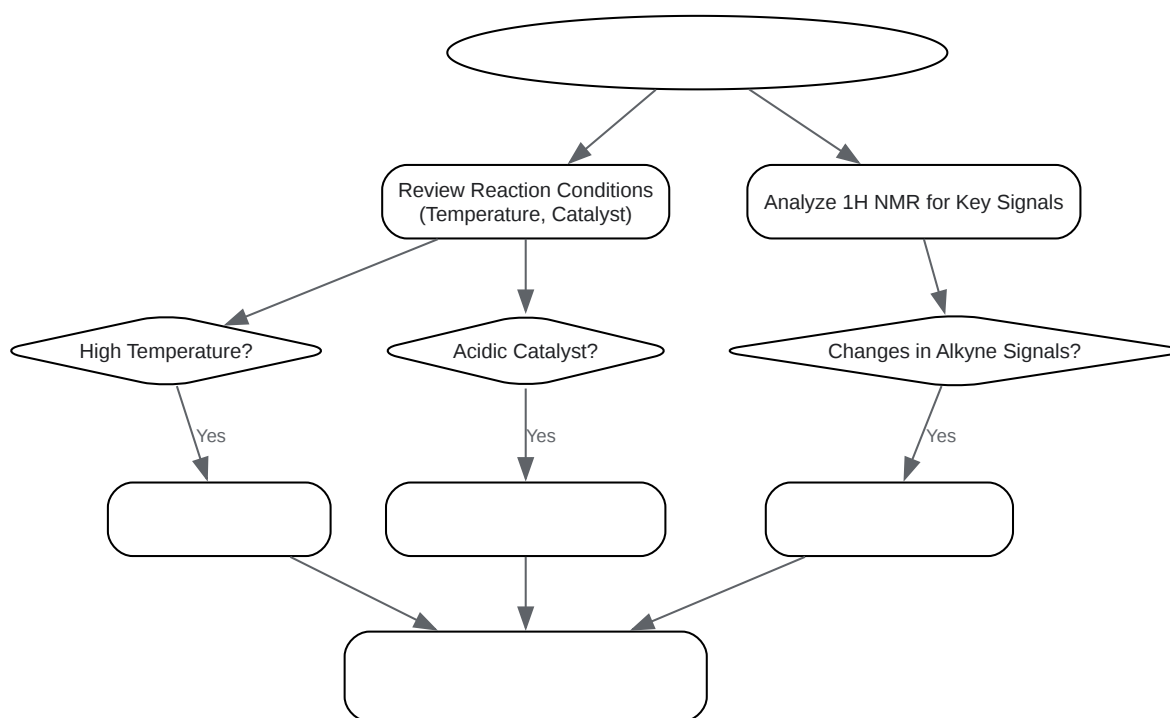 Review Reaction Conditions
(Temperature, Catalyst)
Analyze 1H NMR for Key Signals
High Temperature?
Acidic Catalyst?
Changes in Alkyne Signals?
Yes
Yes
Yes